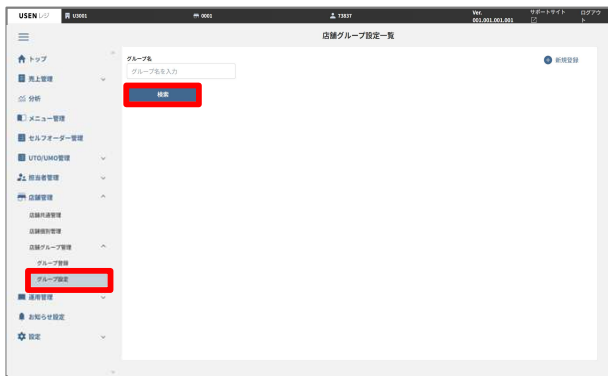 USEN レジ U3001 0001 73837 Ver. 001.001.001.001 サポートサイト ログアウト
店舗グループ設定一覧
トップ
売上管理
分析
メニュー管理
セルフオーダー管理
UTO/UMO管理
担当者管理
店舗管理
店舗共通管理
店舗個別管理
店舗グループ管理
グループ登録
グループ設定
運用管理
お知らせ設定
設定
グループ名
グループ名を入力
検索
新規登録